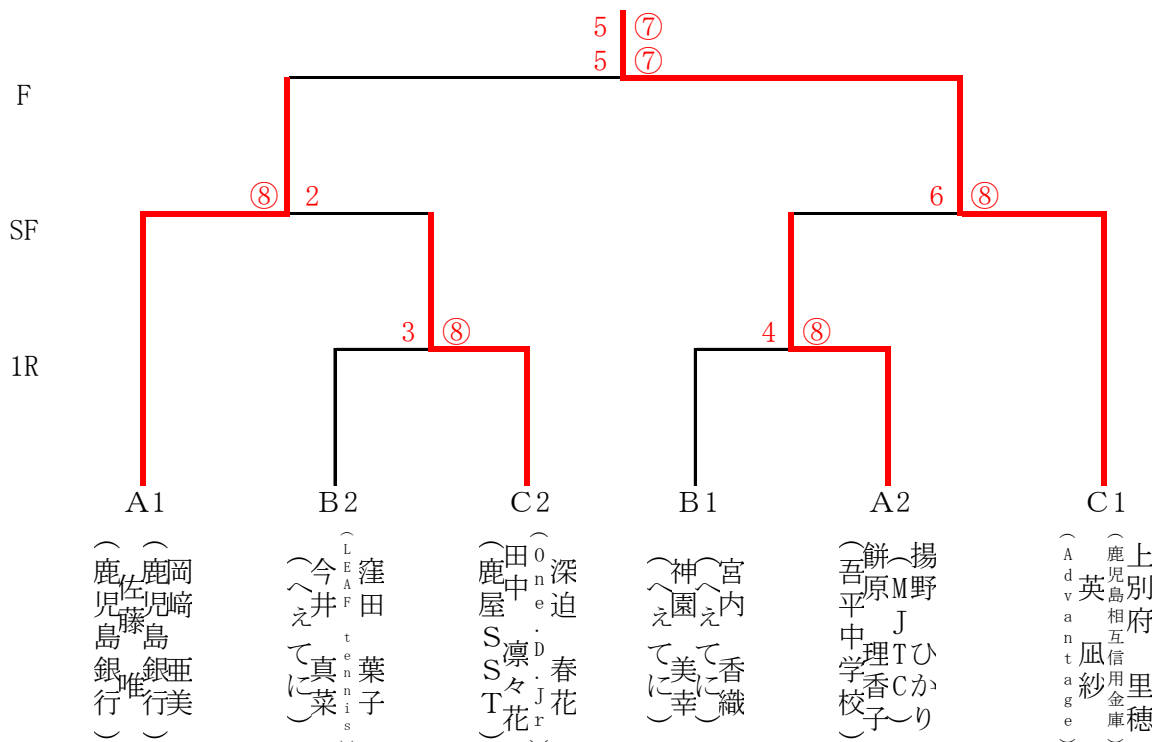 5 ⑦
5 ⑦
F
⑧ 2
6 ⑧
SF
3 ⑧
4 ⑧
1R
A1
B2
C2
B1
A2
C1
岡﨑 亜美
(鹿児島銀行)
佐藤 唯
(鹿児島銀行)
窪田 葉子
(LEAF tennis)
今井 真菜
(へぇてに)
深迫 春花
(One.D.Jr)
田中 凛々花
(鹿屋SST)
宮内 香織
(へぇてに)
神園 美幸
(へぇてに)
揚野 ひかり
(MJTC)
餅原 理香子
(吾平中学校)
上別府 里穂
(鹿児島相互信用金庫)
英 凪紗
(Advantage)